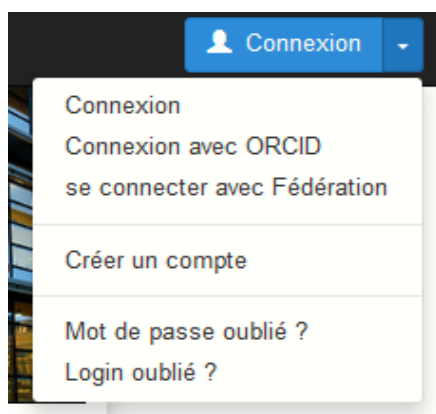 Connexion
Connexion
Connexion avec ORCID
se connecter avec Fédération
Créer un compte
Mot de passe oublié ?
Login oublié ?